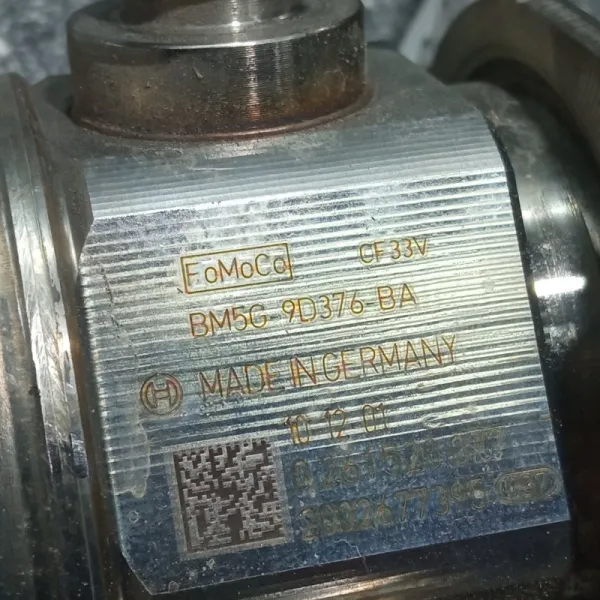 FoMoCo CF33V
BM5G-9D376-BA
MADE IN GERMANY
10 12 01